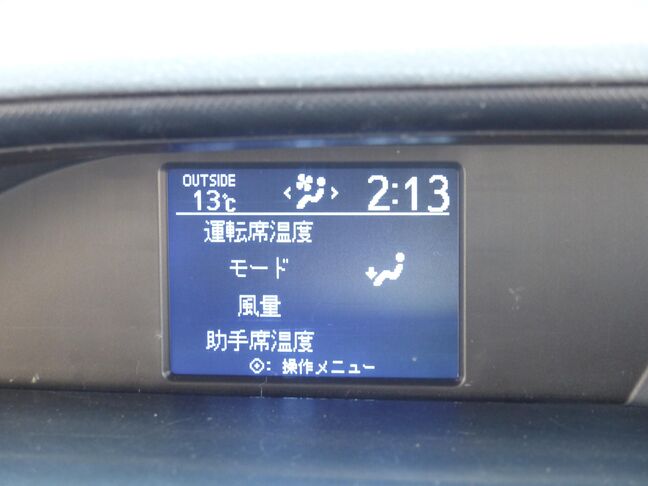 OUTSIDE
13℃ < > 2:13
運転席温度
モード
風量
助手席温度
: 操作メニュー